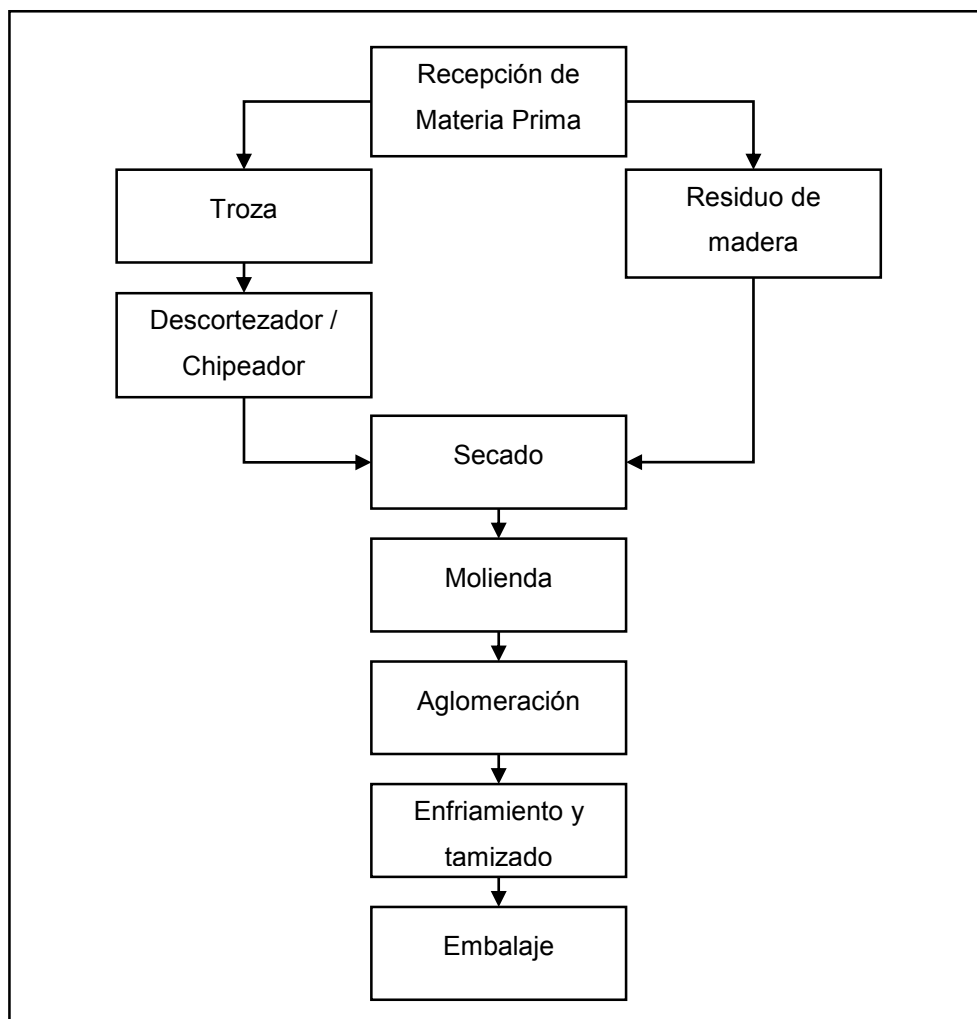 Recepción de
Materia Prima
Troza
Residuo de
madera
Descortezador /
Chipeador
Secado
Molienda
Aglomeración
Enfriamiento y
tamizado
Embalaje